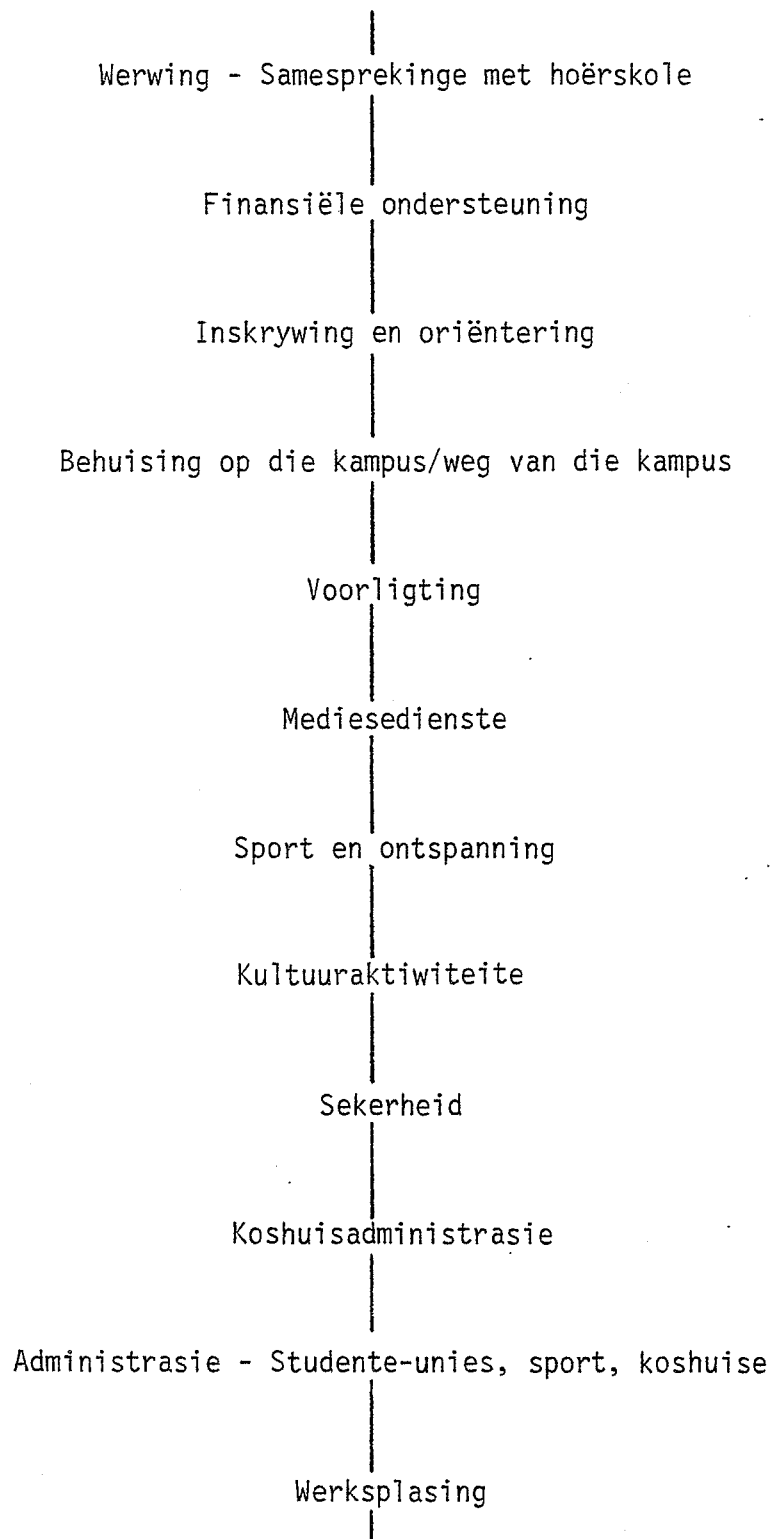 Werwing - Samesprekinge met hoërskole
Finansiële ondersteuning
Inskrywing en oriëntering
Behuising op die kampus/weg van die kampus
Voorligting
Mediesedienste
Sport en ontspanning
Kultuuraktiwiteite
Sekerheid
Koshuisadministrasie
Administrasie - Studente-unies, sport, koshuise
Werksplasing